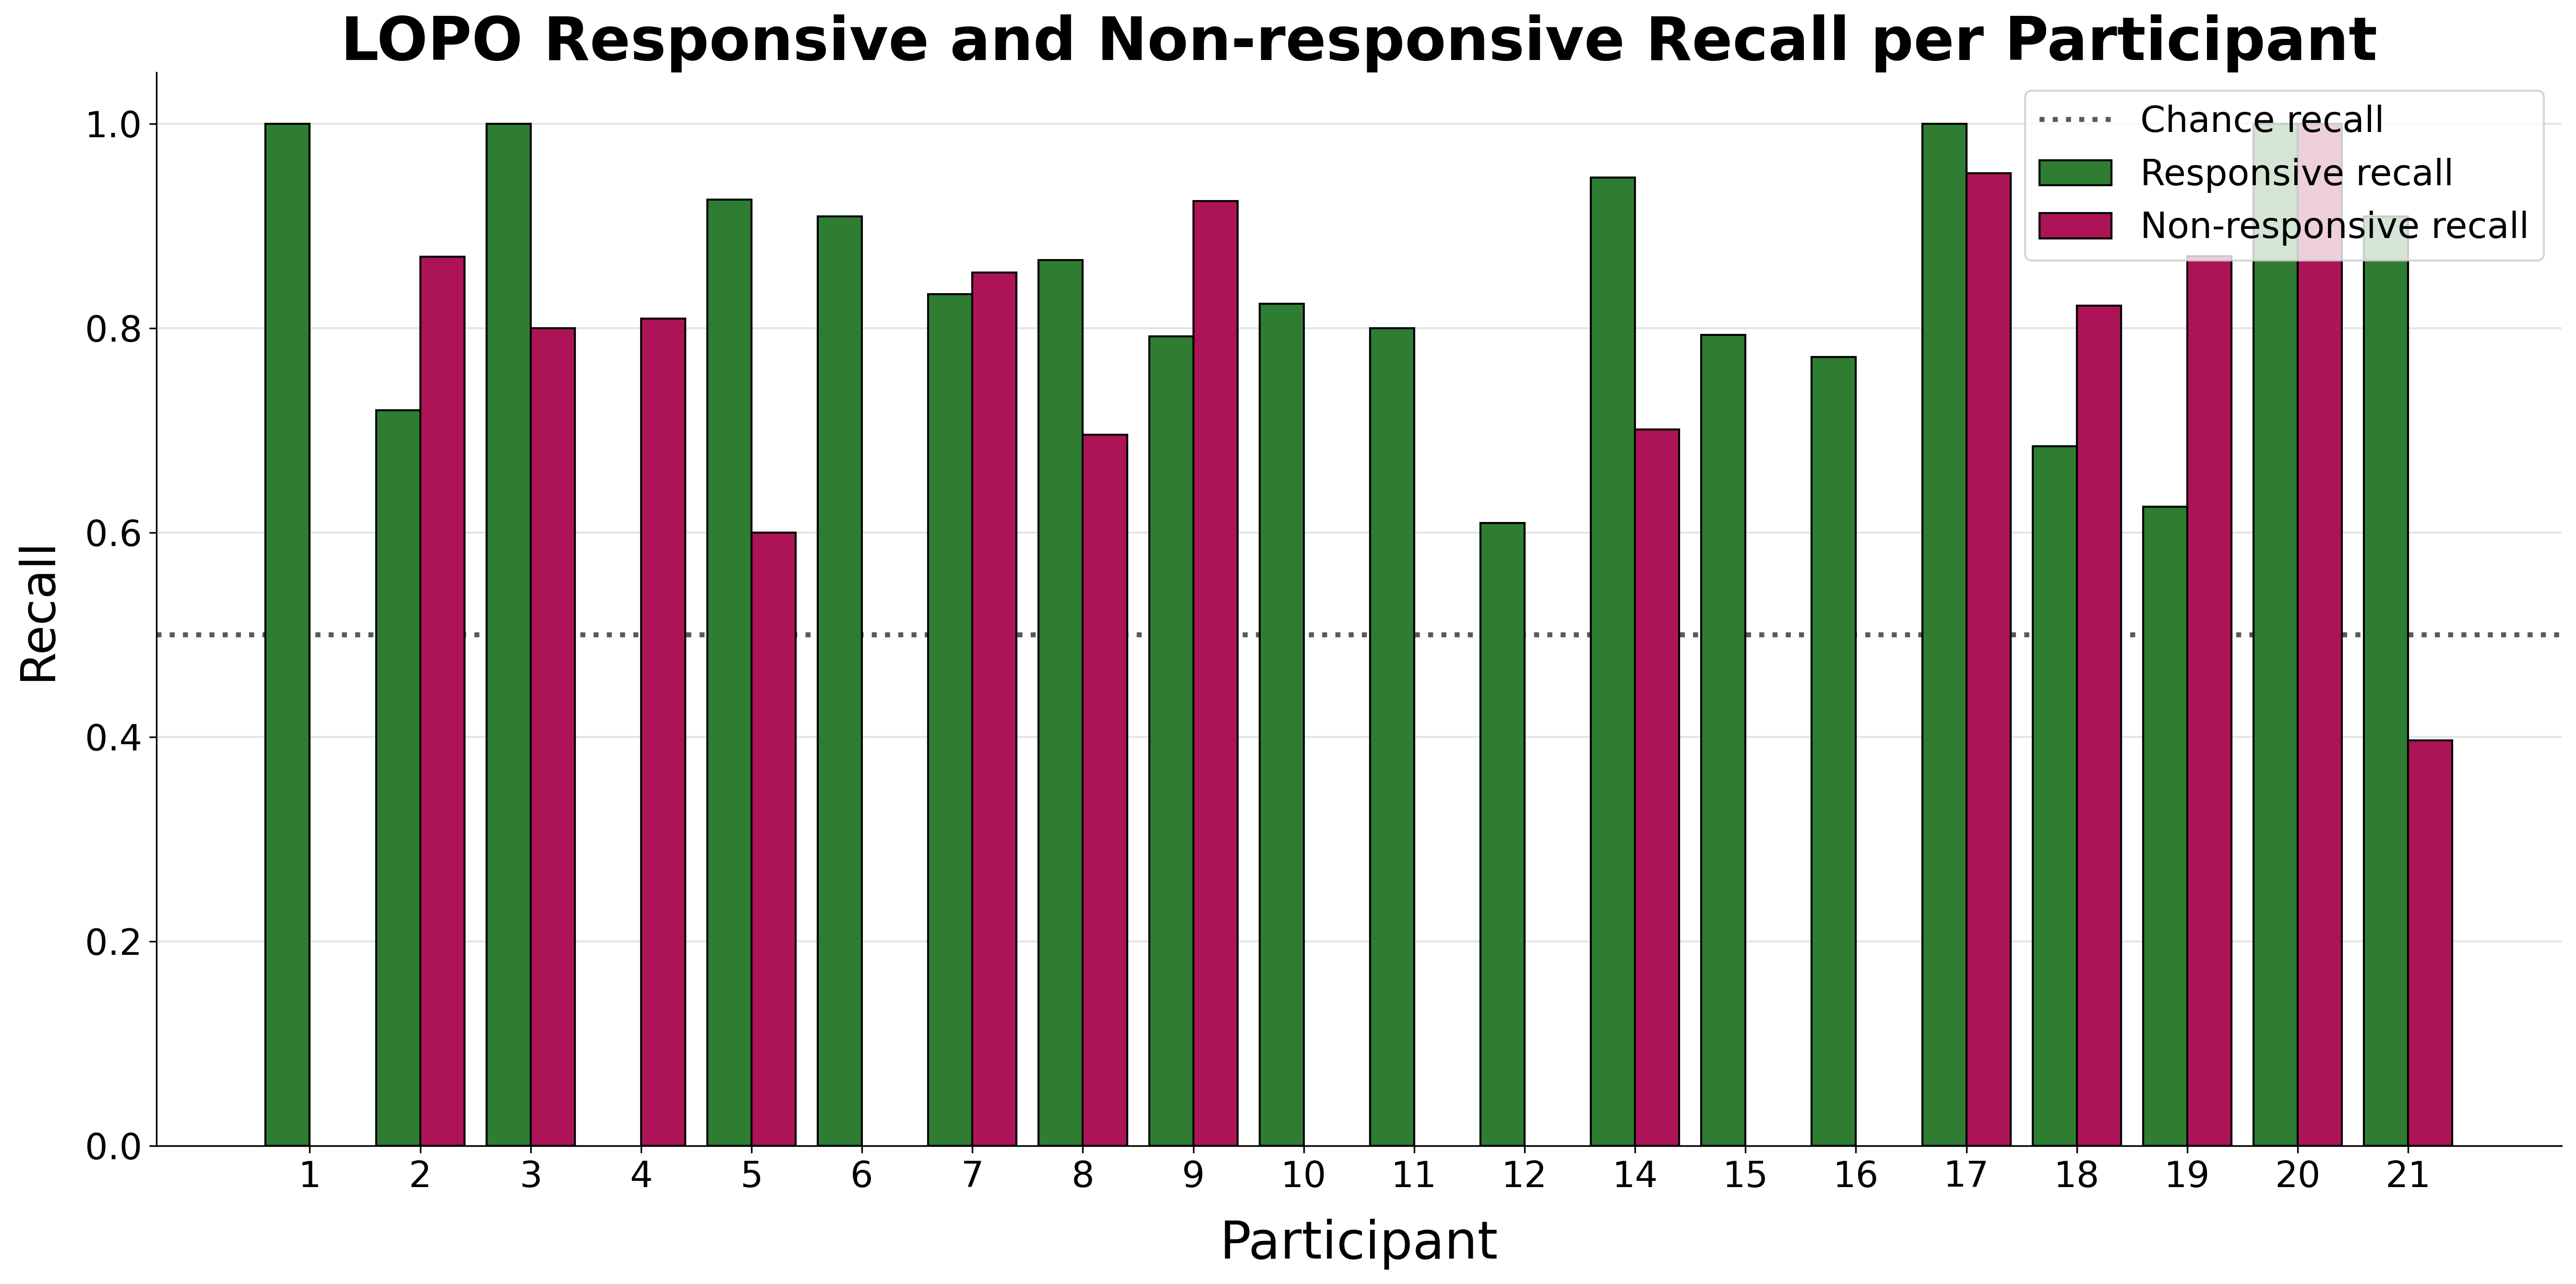 LOPO Responsive and Non-responsive Recall per Participant
Chance recall
Responsive recall
Non-responsive recall
Recall
1.0
0.8
0.6
0.4
0.2
0.0
1 2 3 4 5 6 7 8 9 10 11 12 14 15 16 17 18 19 20 21
Participant